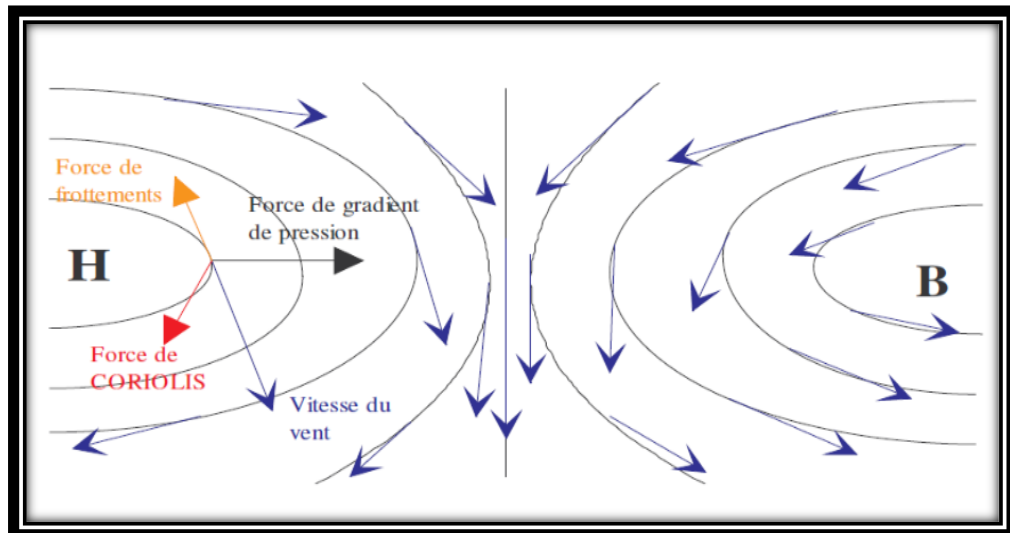 Force de
frottements
Force de gradient
de pression
H
B
Force de
CORIOLIS
Vitesse du
vent